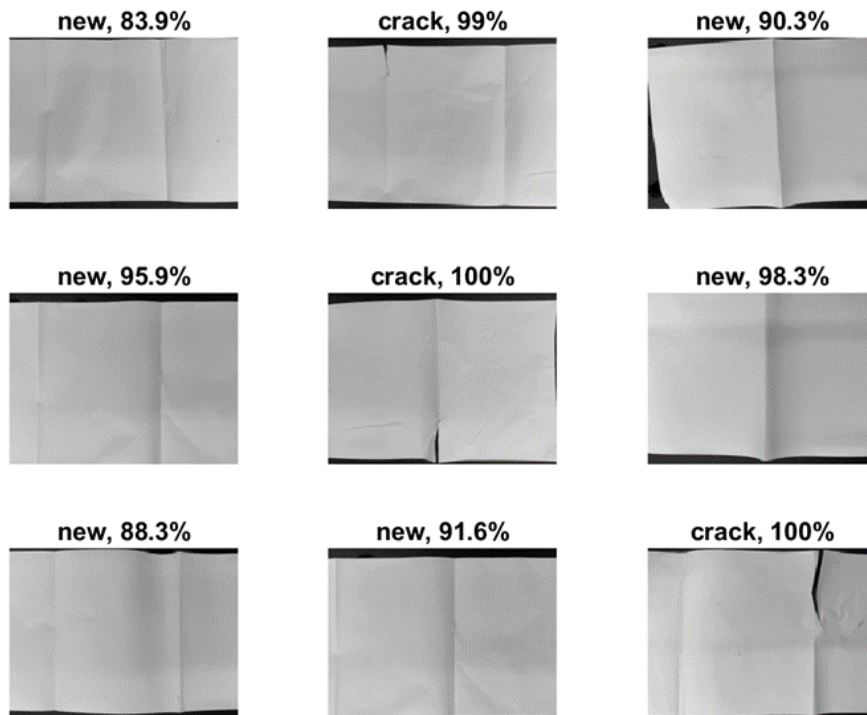 new, 83.9%
crack, 99%
new, 90.3%
new, 95.9%
crack, 100%
new, 98.3%
new, 88.3%
new, 91.6%
crack, 100%